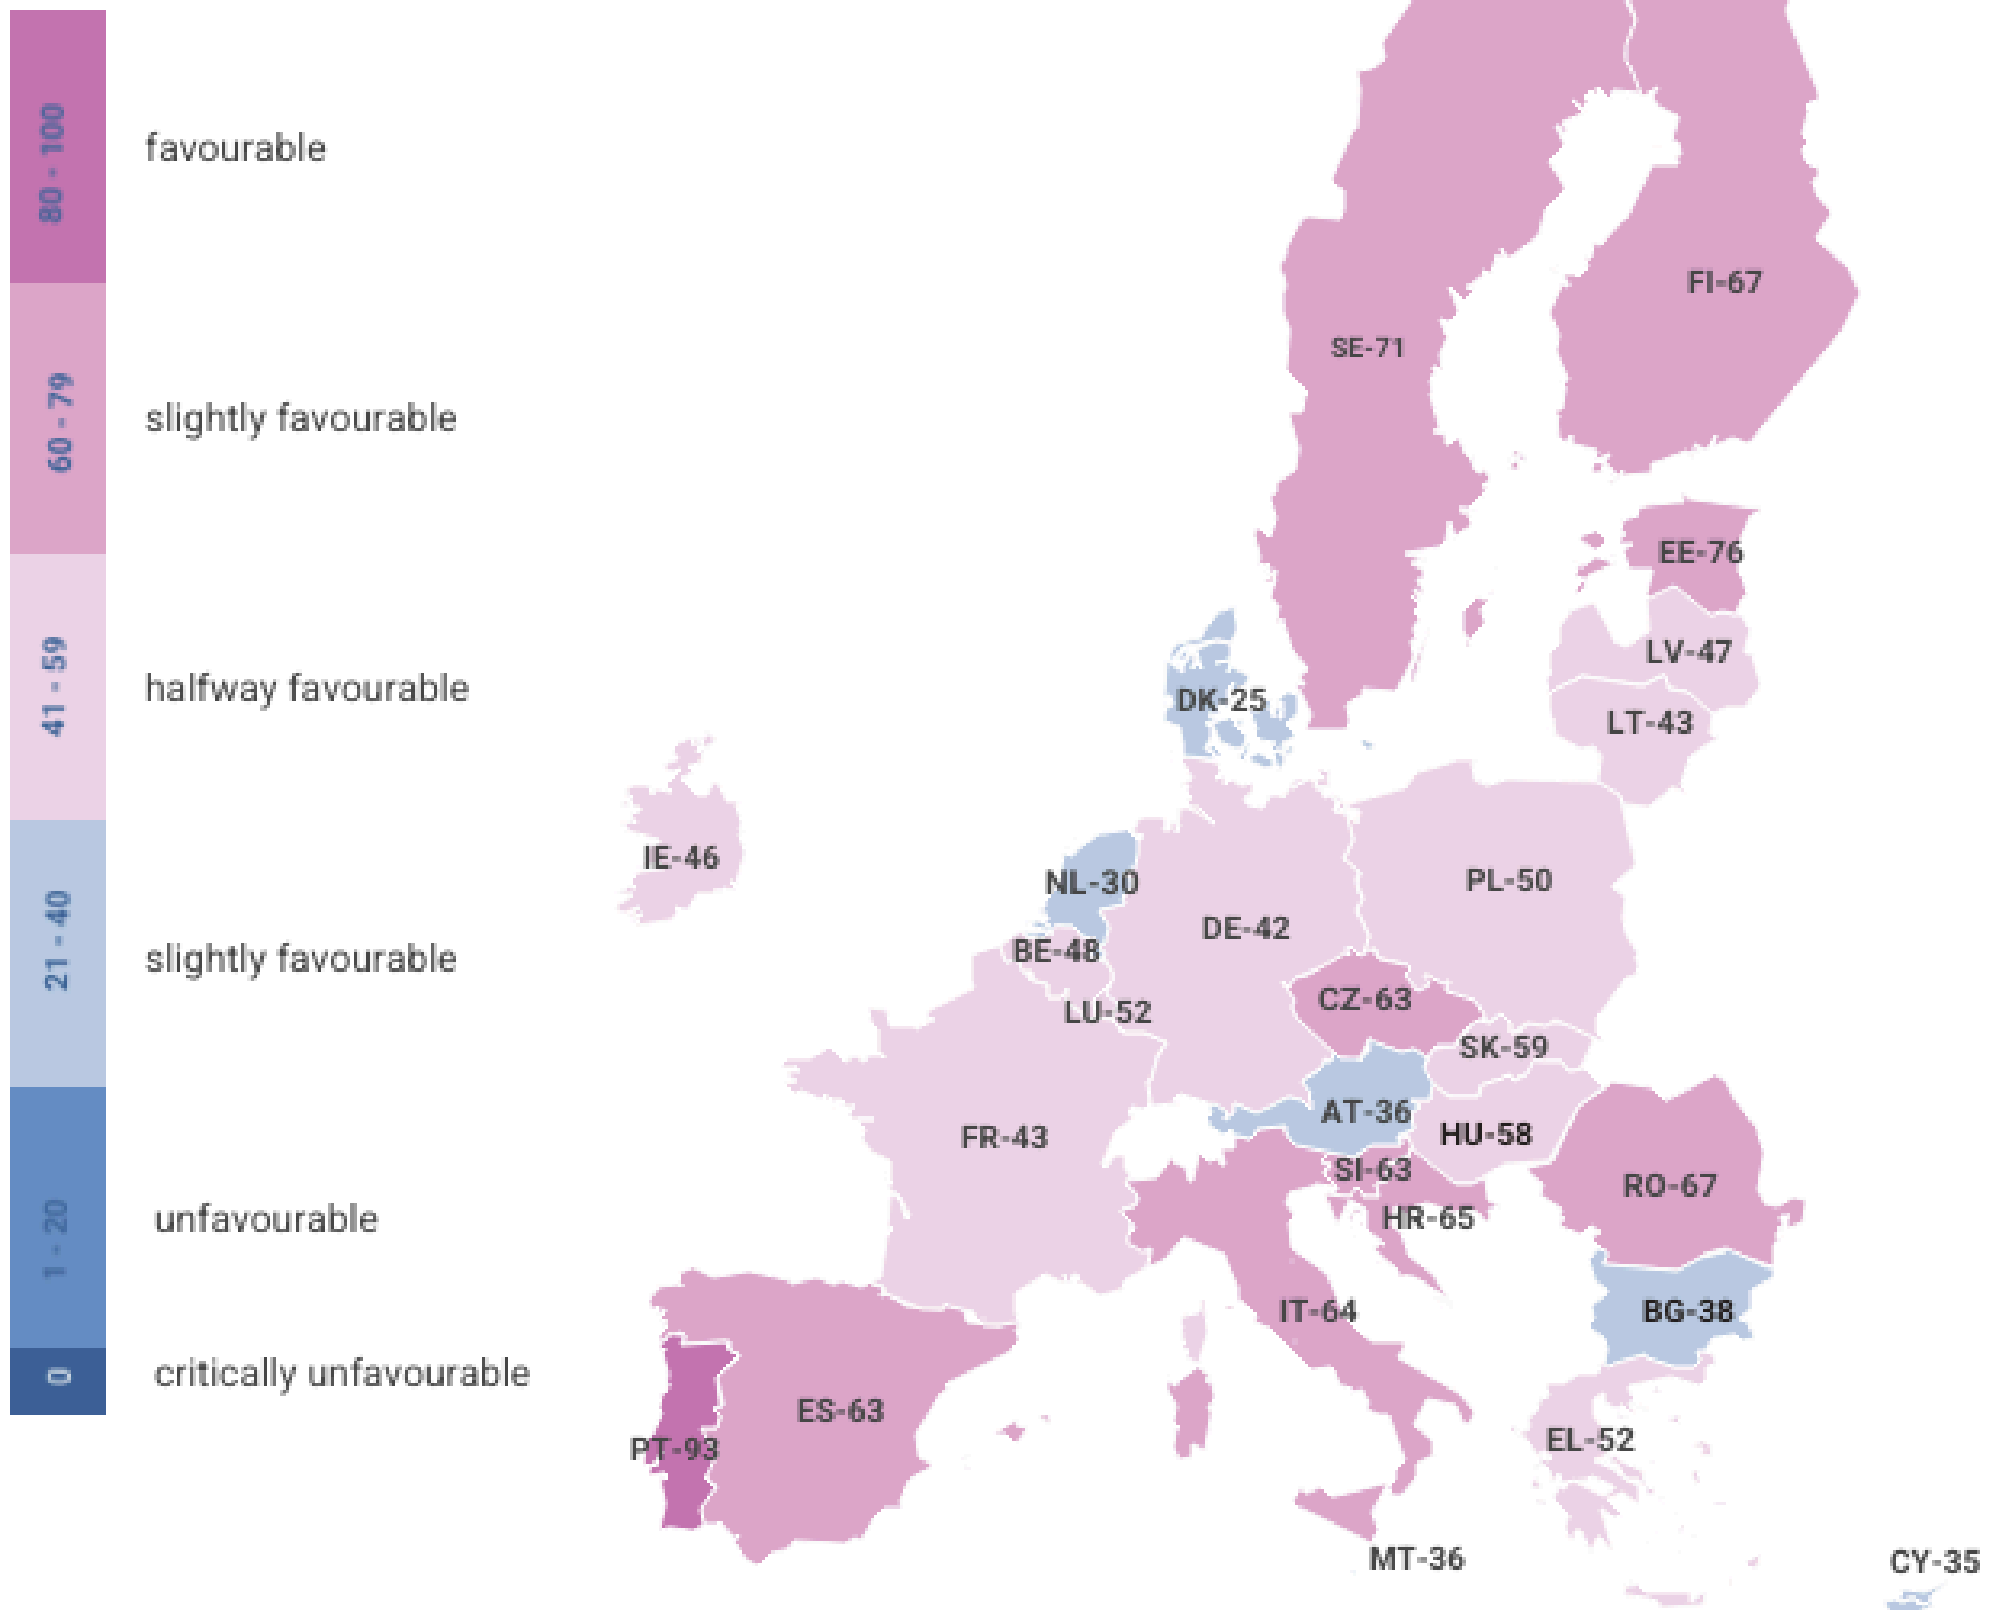 80 - 100
favourable
60 - 79
slightly favourable
41 - 59
halfway favourable
21 - 40
slightly favourable
1 - 20
unfavourable
0
critically unfavourable
FI-67
SE-71
EE-76
LV-47
DK-25
LT-43
IE-46
NL-30
PL-50
DE-42
BE-48
CZ-63
LU-52
SK-59
AT-36
FR-43
HU-58
SI-63
RO-67
HR-65
IT-64
BG-38
ES-63
PT-93
EL-52
MT-36
CY-35